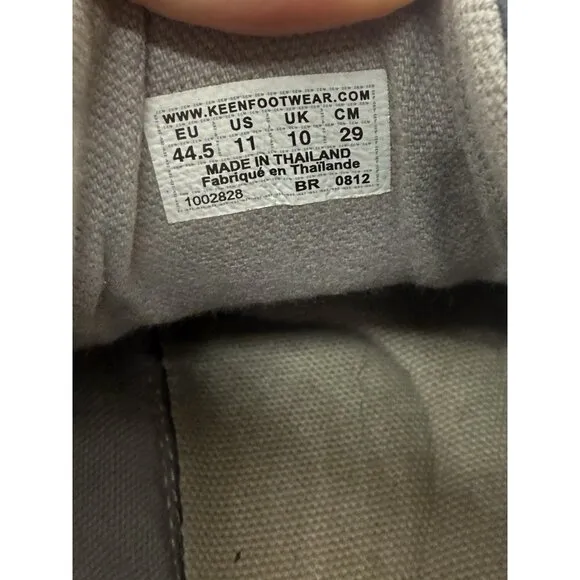 WWW.KEENFOOTWEAR.COM
EU US UK CM
44.5 11 10 29
MADE IN THAILAND
Fabriqué en Thaïlande
1002828 BR 0812